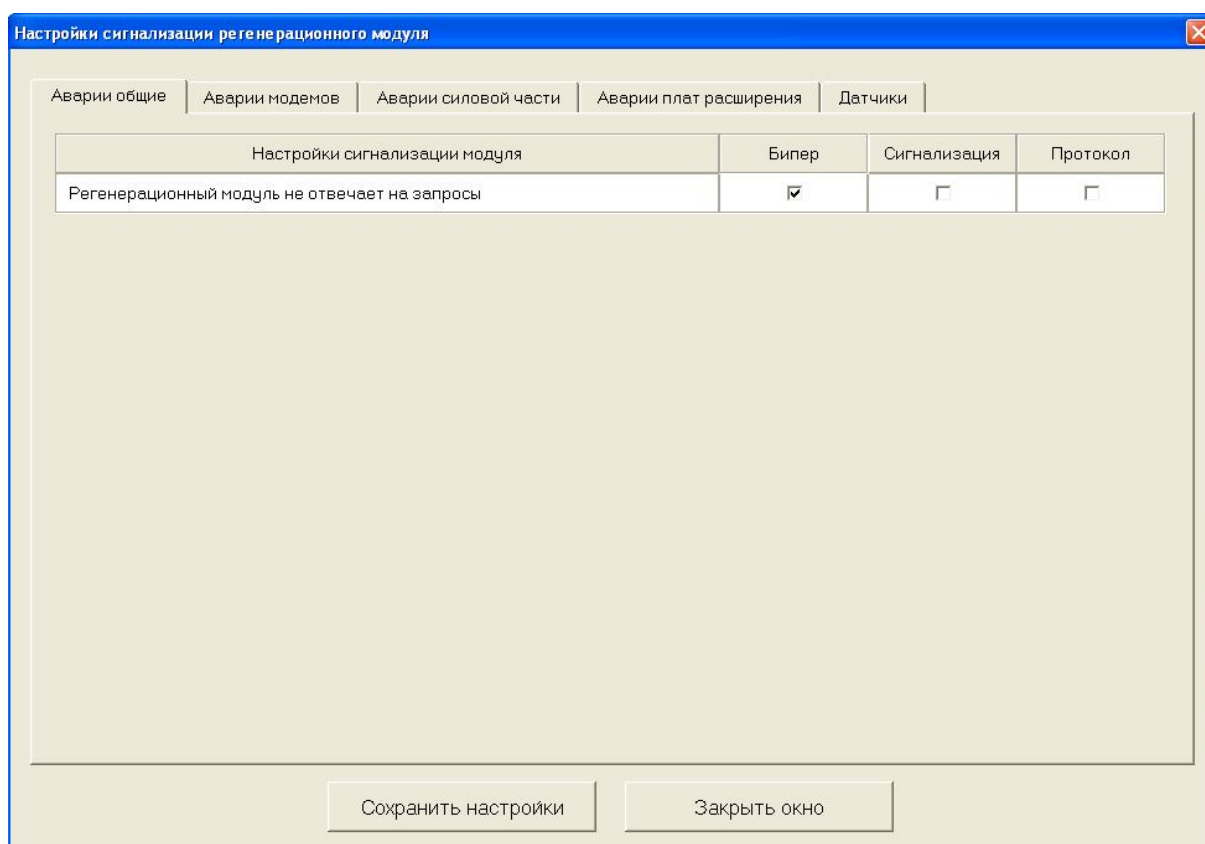 Настройки сигнализации регенерационного модуля
Аварии общие Аварии модемов Аварии силовой части Аварии плат расширения Датчики
Настройки сигнализации модуля Бипер Сигнализация Протокол
Регенерационный модуль не отвечает на запросы
Сохранить настройки Закрыть окно